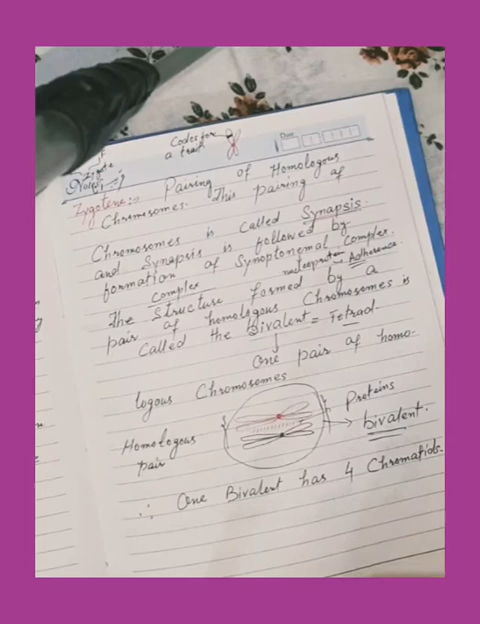 Codes for
a trait
Date
Zygotene:- Pairing of Homologous
Chromosomes. This pairing of
Chromosomes is called Synapsis.
and Synapsis is followed by
formation of Synoptonemal Complex.
Complex Adherence.
The Structure formed by a
pair of homologous Chromosomes is
Called the Bivalent = Tetrad
↓
One pair of homo-
logous Chromosomes
Proteins
Homologous
pair
bivalent.
∴ One Bivalent has 4 Chromatids.